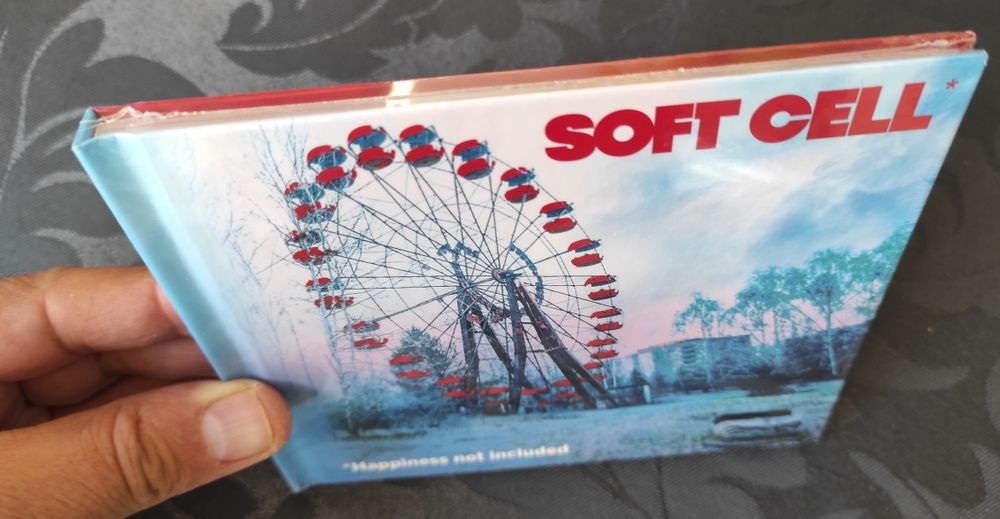 SOFT CELL*
*Happiness not included